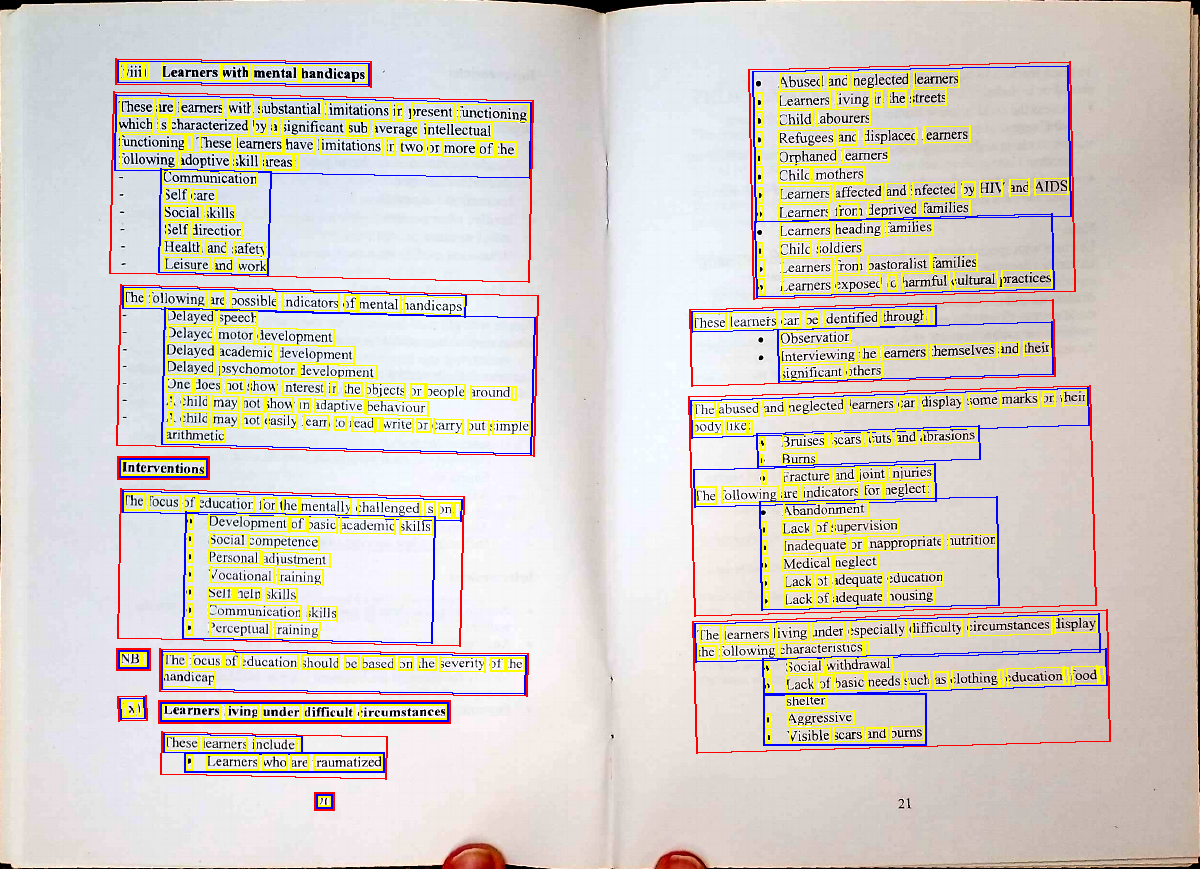 viii) Learners with mental handicaps
These are learners with substantial limitations in present functioning
which is characterized by a significant sub average intellectual
functioning. These learners have limitations in two or more of the
following adoptive skill areas
- Communication
- Self care
- Social skills
- Self direction
- Health and safety
- Leisure and work
The following are possible indicators of mental handicaps
- Delayed speech
- Delayed motor development
- Delayed academic development
- Delayed psychomotor development
- One does not show interest in the objects or people around
- A child may not show in adaptive behaviour
- A child may not easily learn to read, write or carry out simple
arithmetic
Interventions
The focus of education for the mentally challenged is on
• Development of basic academic skills
• Social competence
• Personal adjustment
• Vocational training
• Self help skills
• Communication skills
• Perceptual training
NB The focus of education should be based on the severity of the
handicap
Learners living under difficult circumstances
These learners include
• Learners who are traumatized
20
• Abused and neglected learners
• Learners living in the streets
• Child labourers
• Refugees and displaced learners
• Orphaned learners
• Child mothers
• Learners affected and infected by HIV and AIDS
• Learners from deprived families
• Learners heading families
• Child soldiers
• Learners from pastoralist families
• Learners exposed to harmful cultural practices
These learners can be identified through
• Observation
• Interviewing the learners themselves and their
significant others
The abused and neglected learners can display some marks on their
body like:
• Bruises, scars, cuts and abrasions
• Burns
• Fracture and joint injuries
The following are indicators for neglect:
• Abandonment
• Lack of supervision
• Inadequate or inappropriate nutrition
• Medical neglect
• Lack of adequate education
• Lack of adequate housing
The learners living under especially difficulty circumstances display
the following characteristics
• Social withdrawal
• Lack of basic needs such as clothing, education, food,
shelter
• Aggressive
• Visible scars and burns
21